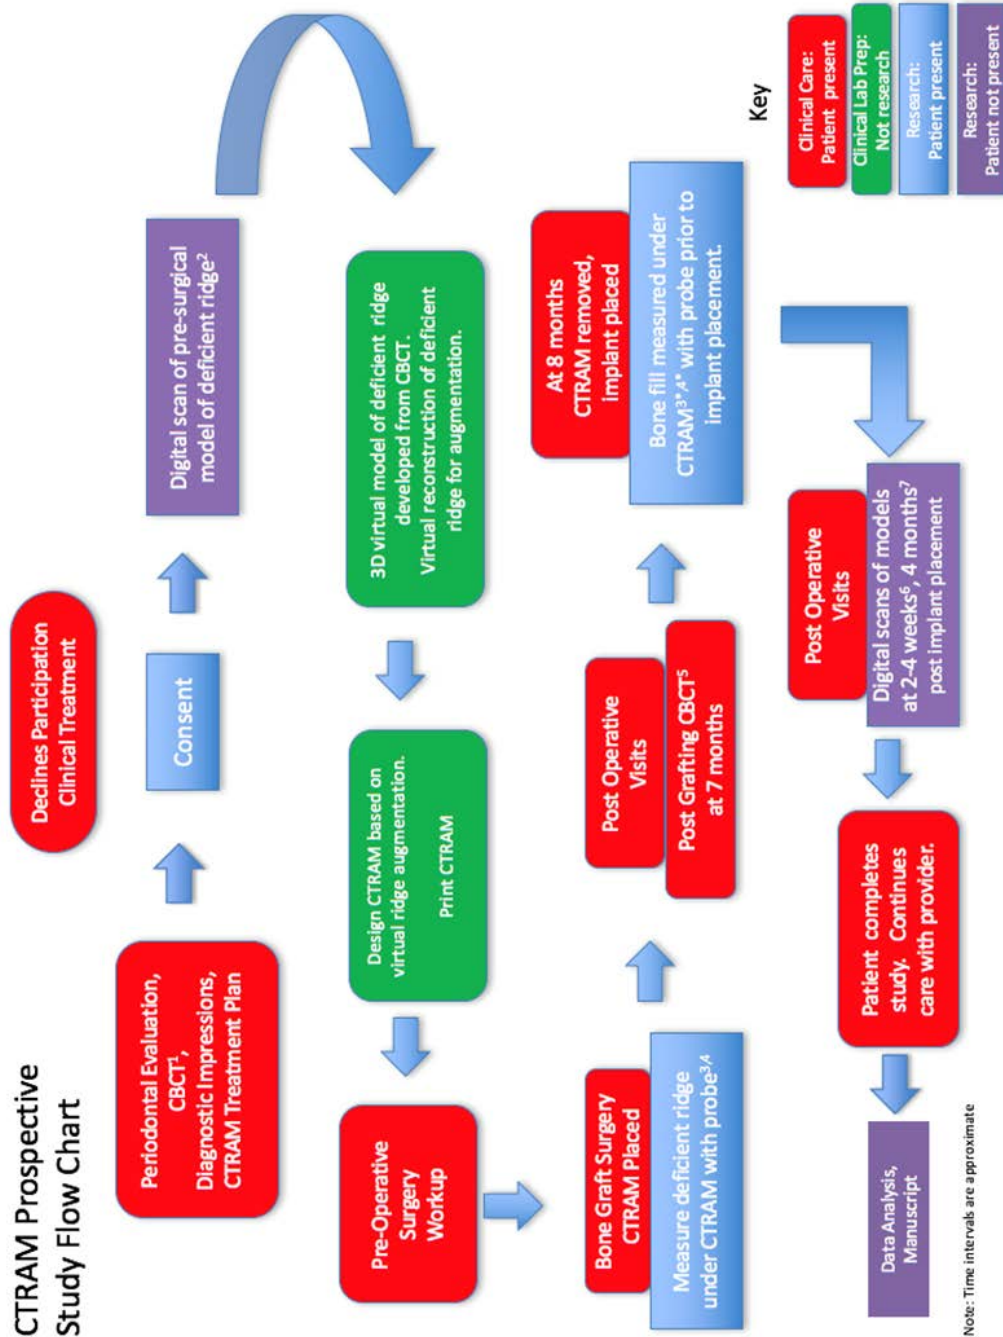 CTRAM Prospective
Study Flow Chart
Declines Participation
Clinical Treatment
Periodontal Evaluation,
CBCT¹,
Diagnostic Impressions,
CTRAM Treatment Plan
Consent
Digital scan of pre-surgical
model of deficient ridge²
3D virtual model of deficient ridge
developed from CBCT.
Virtual reconstruction of deficient
ridge for augmentation.
Design CTRAM based on
virtual ridge augmentation.
Print CTRAM
Pre-Operative
Surgery
Workup
Bone Graft Surgery
CTRAM Placed
Measure deficient ridge
under CTRAM with probe³,⁴
Post Operative
Visits
Post Grafting CBCT⁵
at 7 months
At 8 months
CTRAM removed,
implant placed
Bone fill measured under
CTRAM³*,⁴* with probe prior to
implant placement.
Post Operative
Visits
Digital scans of models
at 2-4 weeks⁶, 4 months⁷
post implant placement
Patient completes
study. Continues
care with provider.
Data Analysis,
Manuscript
Note: Time intervals are approximate
Key
Clinical Care:
Patient present
Clinical Lab Prep:
Not research
Research:
Patient present
Research:
Patient not present